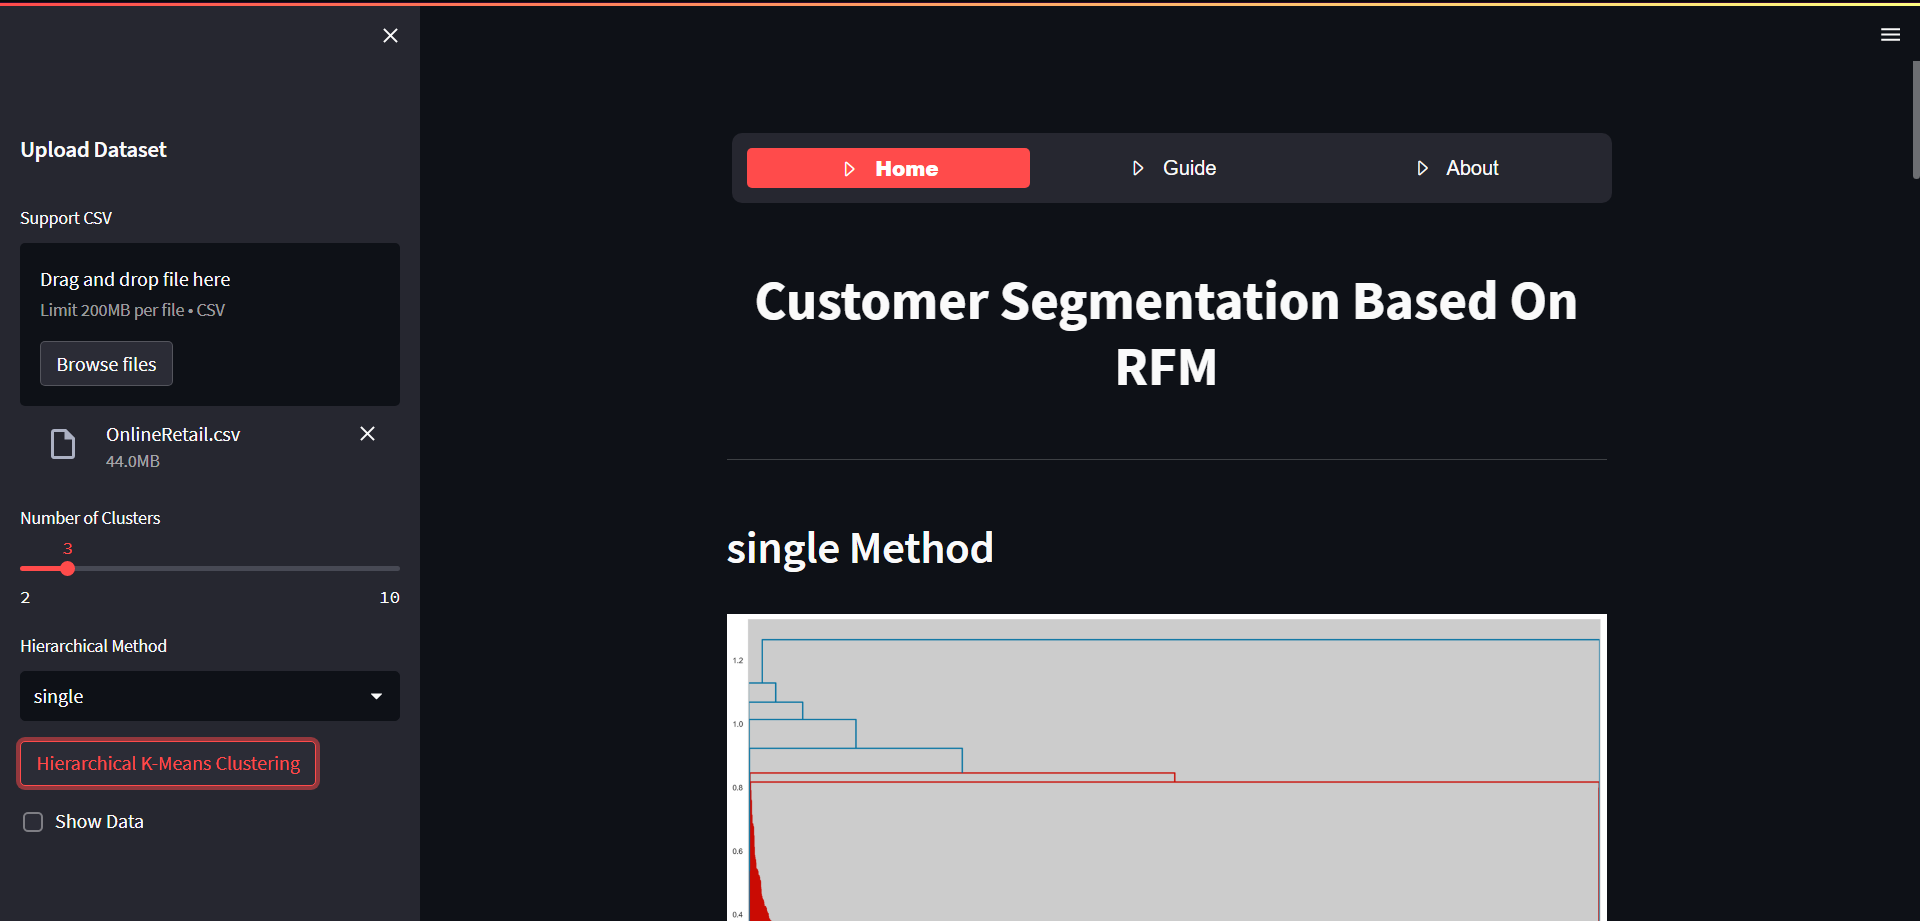 Upload Dataset
Support CSV
Drag and drop file here
Limit 200MB per file • CSV
Browse files
OnlineRetail.csv
44.0MB
Number of Clusters
3
2 10
Hierarchical Method
single
Hierarchical K-Means Clustering
Show Data
Home Guide About
Customer Segmentation Based On
RFM
single Method
1.2
1.0
0.8
0.6
0.4